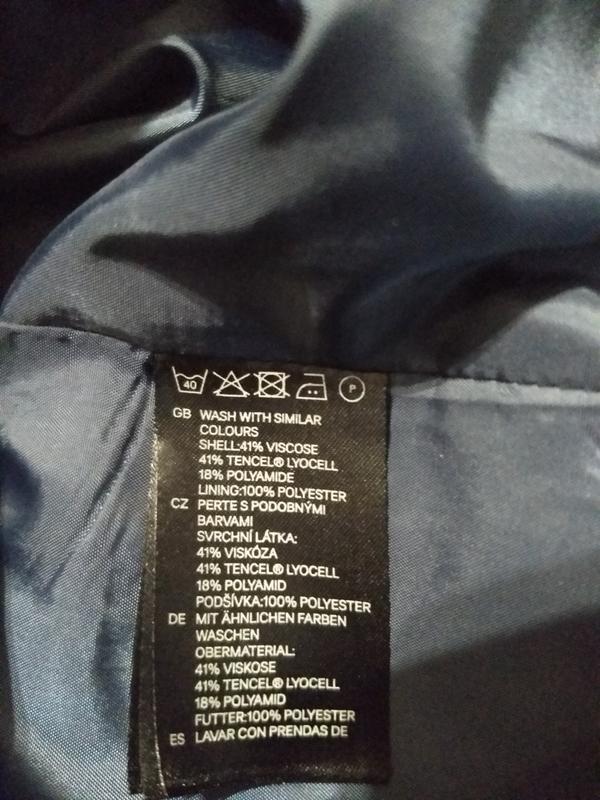 40
P
GB WASH WITH SIMILAR
COLOURS
SHELL:41% VISCOSE
41% TENCEL® LYOCELL
18% POLYAMIDE
LINING:100% POLYESTER
CZ PERTE S PODOBNÝMI
BARVAMI
SVRCHNÍ LÁTKA:
41% VISKÓZA
41% TENCEL® LYOCELL
18% POLYAMID
PODŠÍVKA:100% POLYESTER
DE MIT ÄHNLICHEN FARBEN
WASCHEN
OBERMATERIAL:
41% VISKOSE
41% TENCEL® LYOCELL
18% POLYAMID
FUTTER:100% POLYESTER
ES LAVAR CON PRENDAS DE